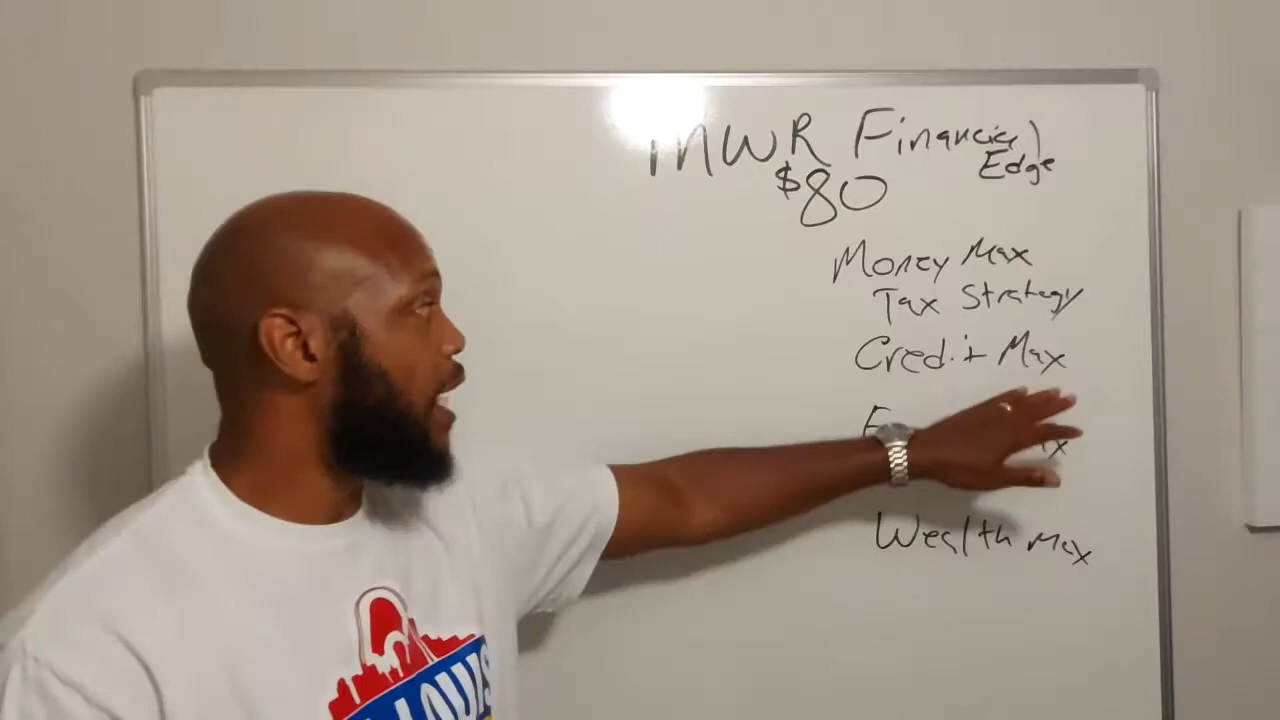 MWR Financial
Edge
$80
Money Max
Tax Strategy
Credit Max
Wealth Max